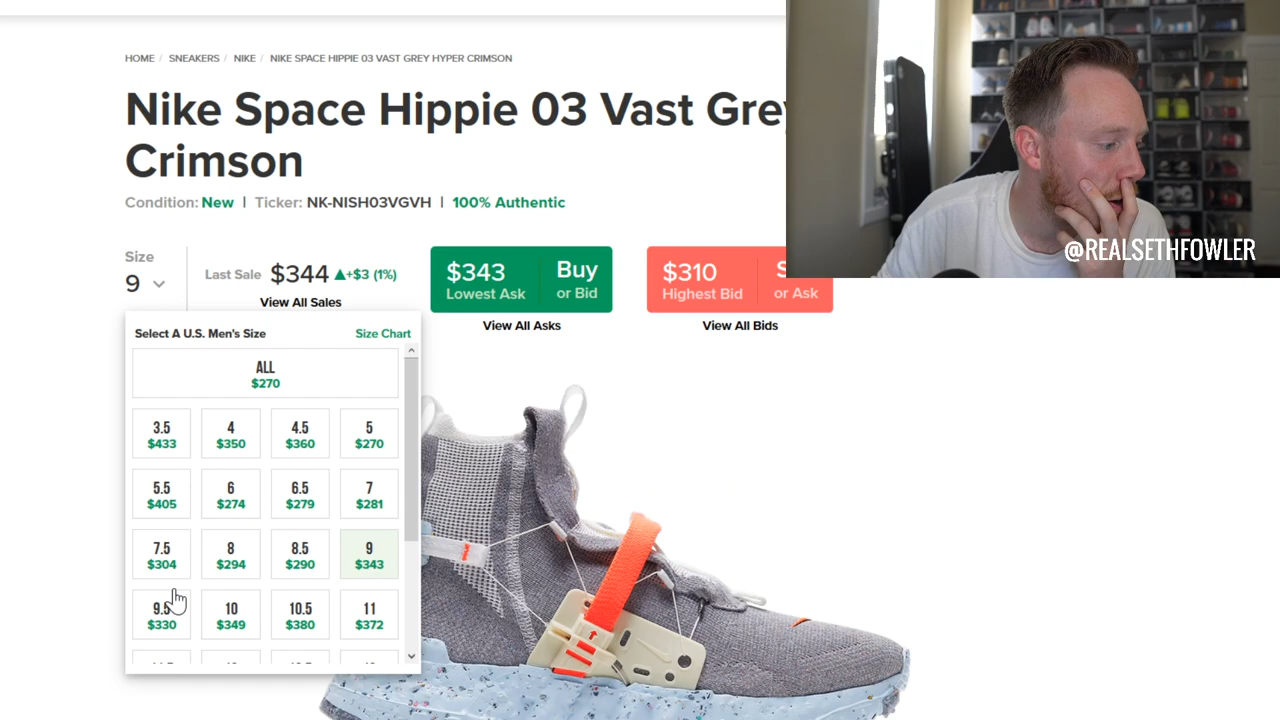 HOME / SNEAKERS / NIKE / NIKE SPACE HIPPIE 03 VAST GREY HYPER CRIMSON
Nike Space Hippie 03 Vast Grey
Crimson
Condition: New | Ticker: NK-NISH03VGVH | 100% Authentic
@REALSETHFOWLER
Size
9
Last Sale $344 ▲+$3 (1%)
View All Sales
$343 Buy
Lowest Ask or Bid
View All Asks
$310 S
Highest Bid or Ask
View All Bids
Select A U.S. Men's Size Size Chart
ALL
$270
3.5 4 4.5 5
$433 $350 $360 $270
5.5 6 6.5 7
$405 $274 $279 $281
7.5 8 8.5 9
$304 $294 $290 $343
9.5 10 10.5 11
$330 $349 $380 $372